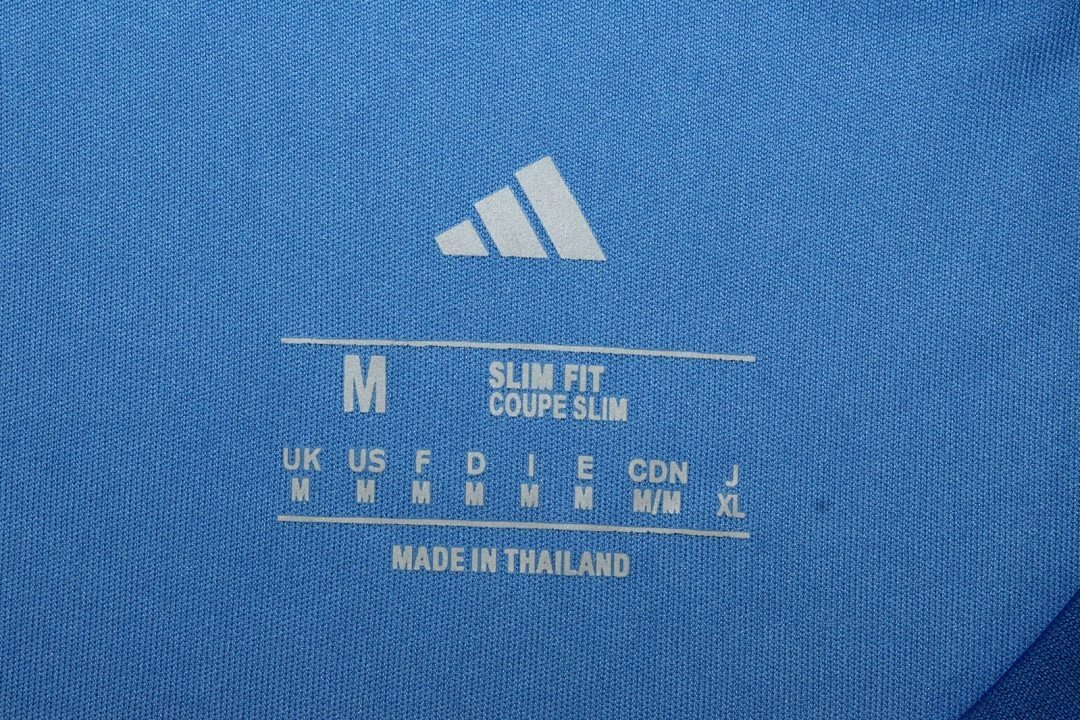 M SLIM FIT
COUPE SLIM
UK US F D I E CDN J
M M M M M M M/M XL
MADE IN THAILAND